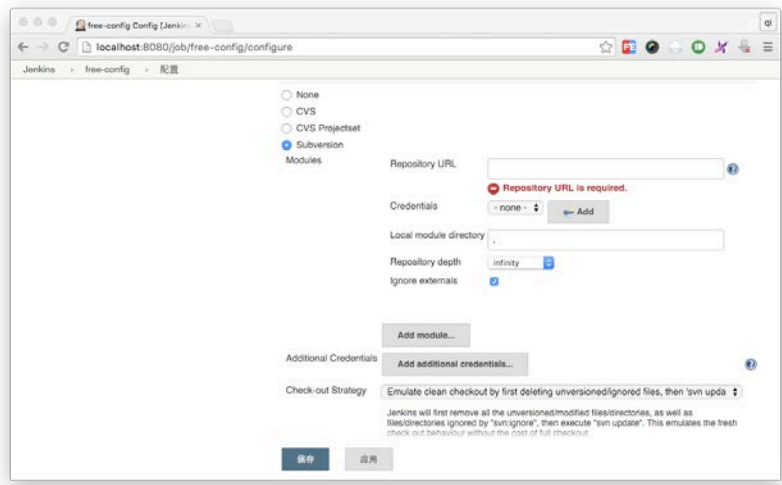 free-config Config [Jenkin
qi
localhost:8080/job/free-config/configure
Jenkins › free-config › 配置
None
CVS
CVS Projectset
Subversion
Modules
Repository URL
Repository URL is required.
Credentials - none - Add
Local module directory .
Repository depth infinity
Ignore externals
Add module...
Additional Credentials Add additional credentials...
Check-out Strategy Emulate clean checkout by first deleting unversioned/ignored files, then 'svn upda
Jenkins will first remove all the unversioned/modified files/directories, as well as
files/directories ignored by "svn:ignore", then execute "svn update". This emulates the fresh
check-out behaviour without the cost of full checkout.
保存 应用